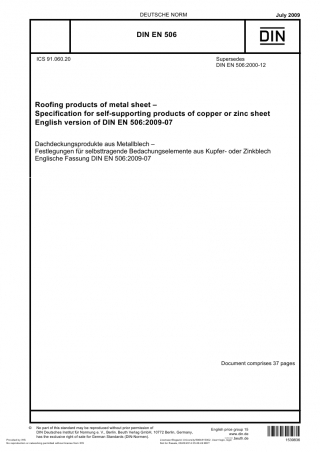 DEUTSCHE NORM
July 2009
DIN EN 506
DIN
ICS 91.060.20
Supersedes
DIN EN 506:2000-12
Roofing products of metal sheet –
Specification for self-supporting products of copper or zinc sheet
English version of DIN EN 506:2009-07
Dachdeckungsprodukte aus Metallblech –
Festlegungen für selbsttragende Bedachungselemente aus Kupfer- oder Zinkblech
Englische Fassung DIN EN 506:2009-07
Document comprises 37 pages
© No part of this standard may be reproduced without prior permission of
DIN Deutsches Institut für Normung e. V., Berlin. Beuth Verlag GmbH, 10772 Berlin, Germany,
has the exclusive right of sale for German Standards (DIN-Normen).
English price group 16
www.din.de
www.beuth.de